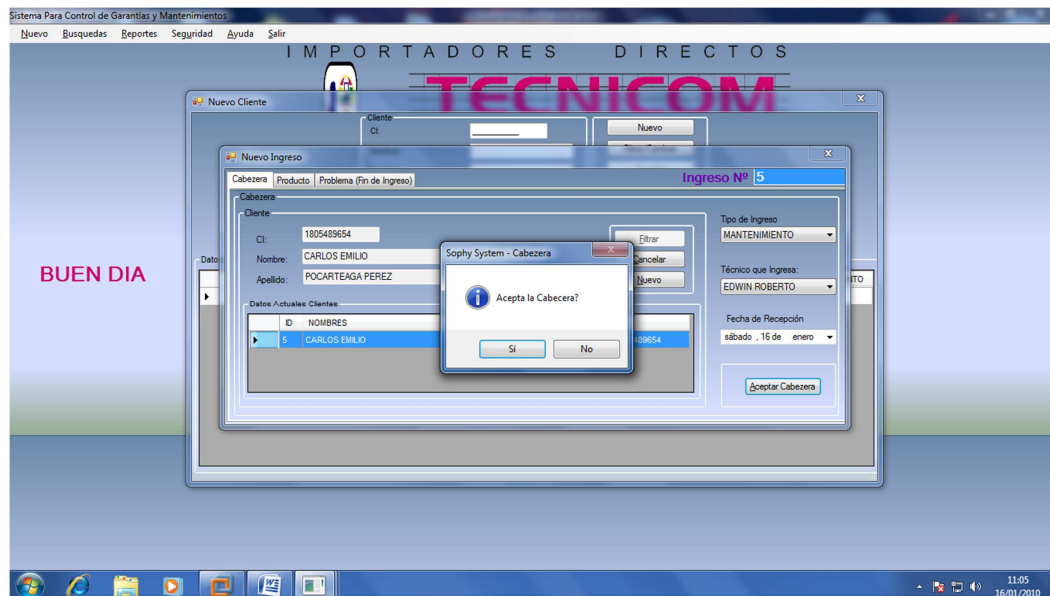 Sistema Para Control de Garantías y Mantenimientos
Nuevo Busquedas Reportes Seguridad Ayuda Salir
IMPORTADORES DIRECTOS
TECNICOM
Nuevo Cliente
Cliente
CI:
Nuevo
Nuevo Ingreso
Cabezera Producto Problema (Fin de Ingreso)
Ingreso Nº 5
Cabezera
Cliente
CI: 1805489654
Nombre: CARLOS EMILIO
Apellido: POCARTEAGA PEREZ
Filtrar
Cancelar
Nuevo
Tipo de Ingreso
MANTENIMIENTO
Técnico que Ingresa:
EDWIN ROBERTO
Fecha de Recepción
sábado , 16 de enero
Aceptar Cabezera
Datos Actuales Clientes
ID NOMBRES
5 CARLOS EMILIO
Sophy System - Cabezera
Acepta la Cabecera?
Sí No
BUEN DIA
11:05
16/01/2010